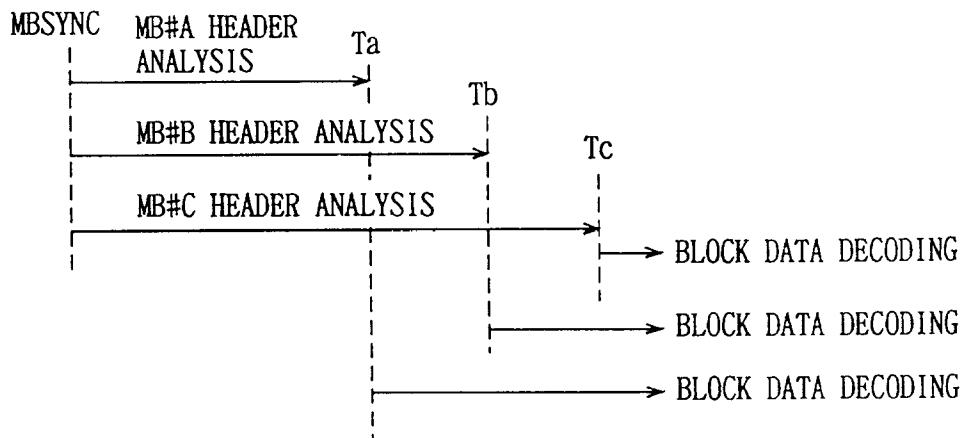 MBSYNC
MB#A HEADER
ANALYSIS
Ta
Tb
MB#B HEADER ANALYSIS
Tc
MB#C HEADER ANALYSIS
BLOCK DATA DECODING
BLOCK DATA DECODING
BLOCK DATA DECODING